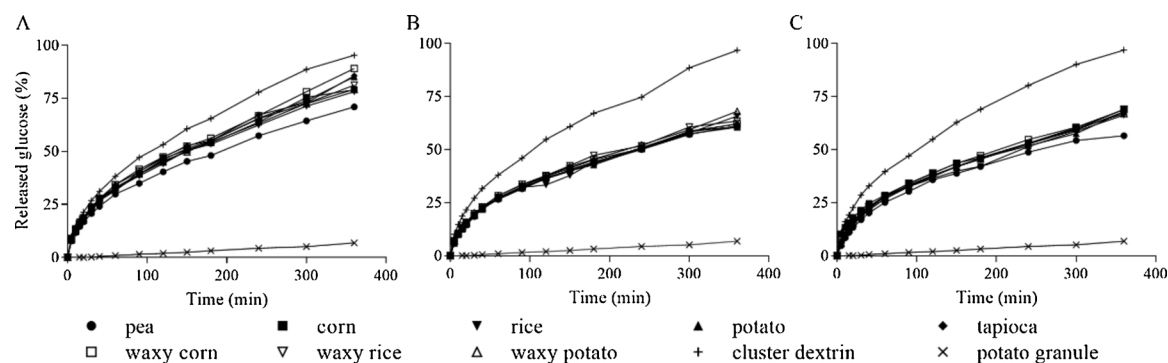 A B C
100 100 100
75 75 75
50 50 50
25 25 25
0 0 0
Released glucose (%)
0 100 200 300 400 0 100 200 300 400 0 100 200 300 400
Time (min) Time (min) Time (min)
pea corn rice potato tapioca
waxy corn waxy rice waxy potato cluster dextrin potato granule